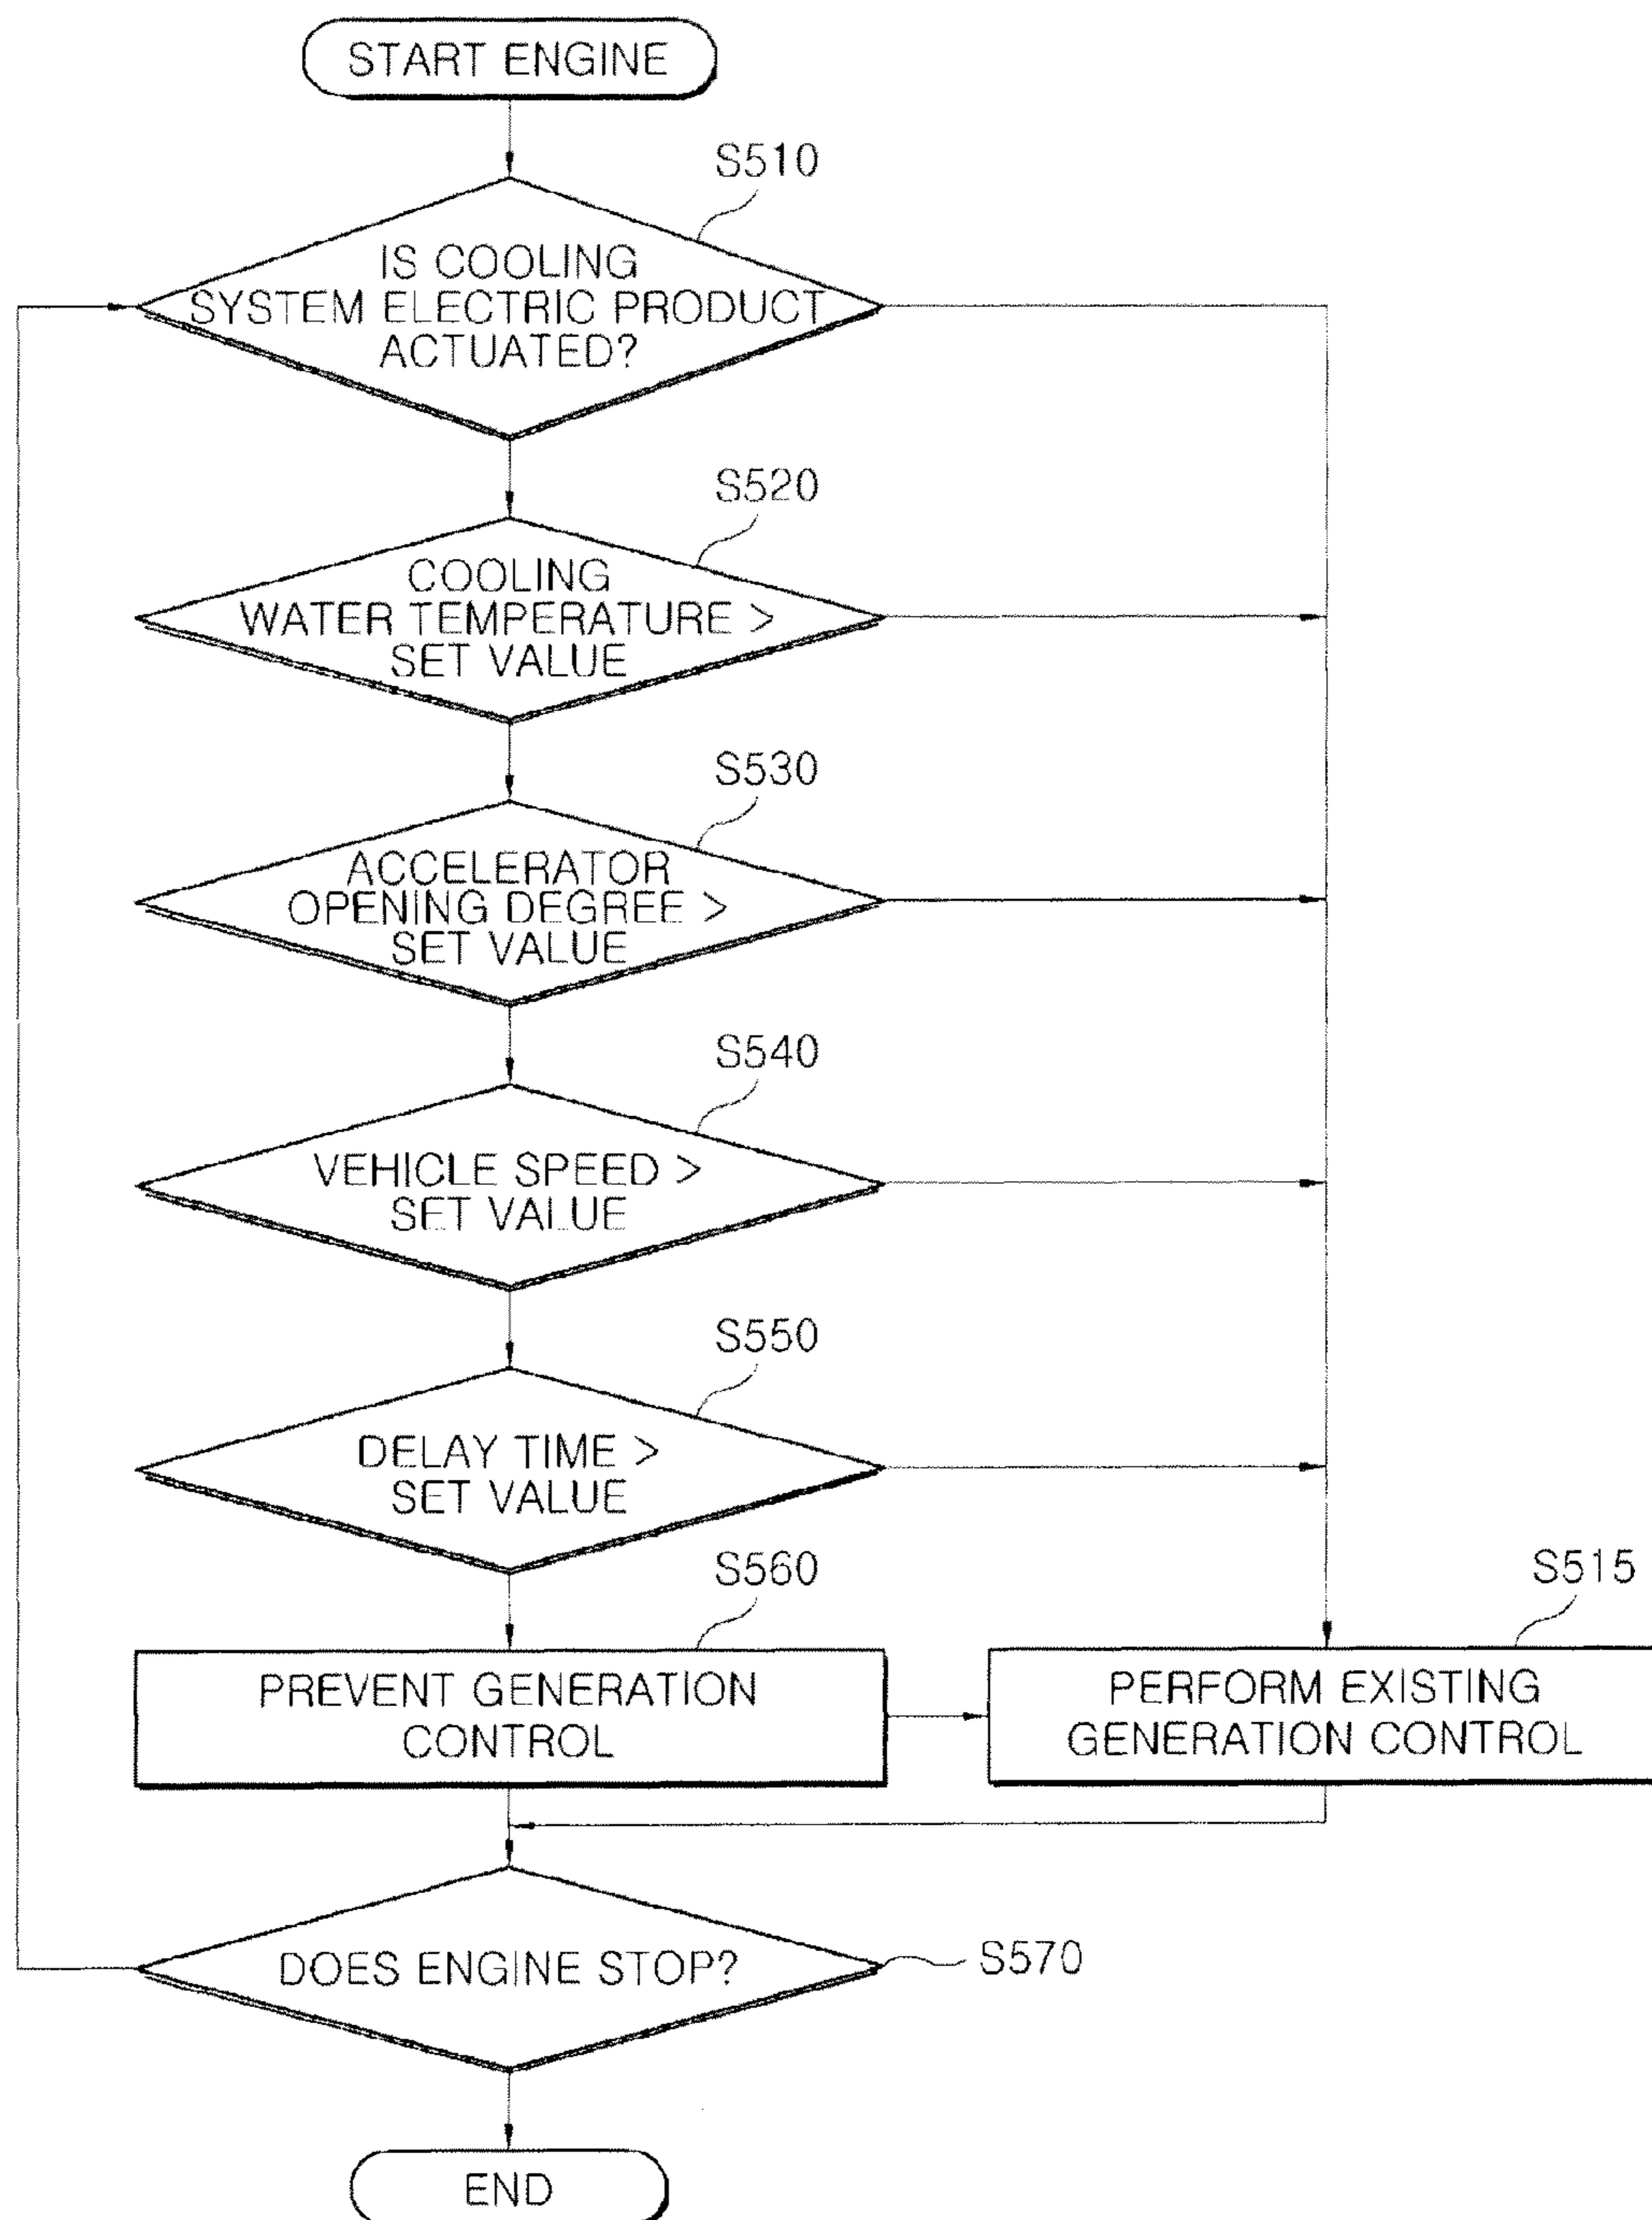 START ENGINE
S510
IS COOLING
SYSTEM ELECTRIC PRODUCT
ACTUATED?
S520
COOLING
WATER TEMPERATURE >
SET VALUE
S530
ACCELERATOR
OPENING DEGREE >
SET VALUE
S540
VEHICLE SPEED >
SET VALUE
S550
DELAY TIME >
SET VALUE
S560
PREVENT GENERATION
CONTROL
S515
PERFORM EXISTING
GENERATION CONTROL
DOES ENGINE STOP?
S570
END